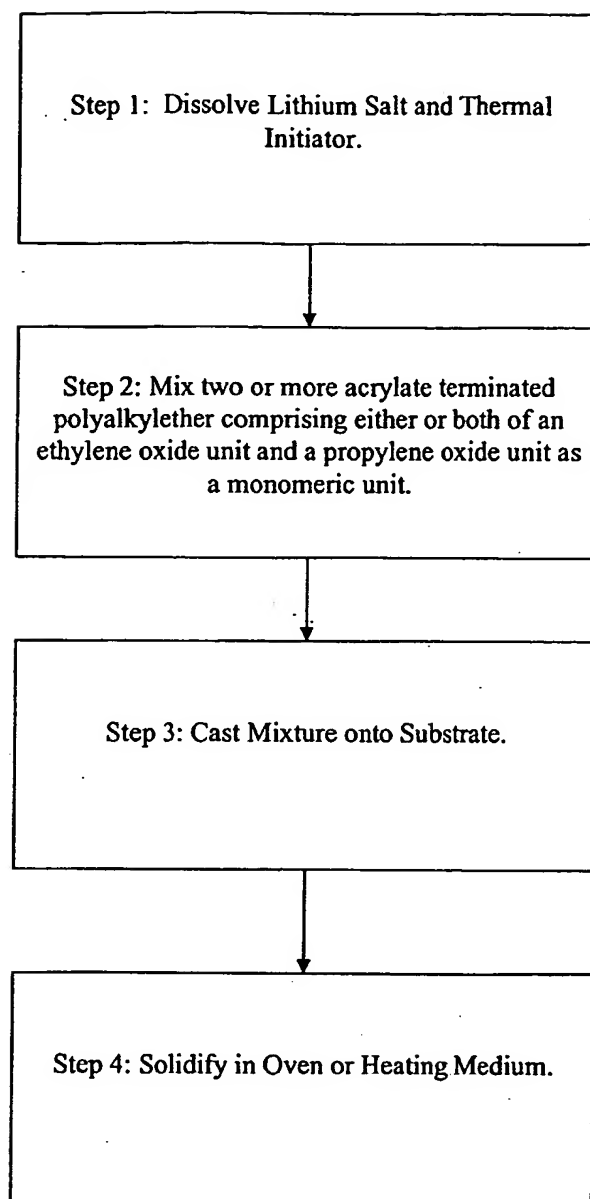 Step 1: Dissolve Lithium Salt and Thermal
Initiator.
Step 2: Mix two or more acrylate terminated
polyalkylether comprising either or both of an
ethylene oxide unit and a propylene oxide unit as
a monomeric unit.
Step 3: Cast Mixture onto Substrate.
Step 4: Solidify in Oven or Heating Medium.